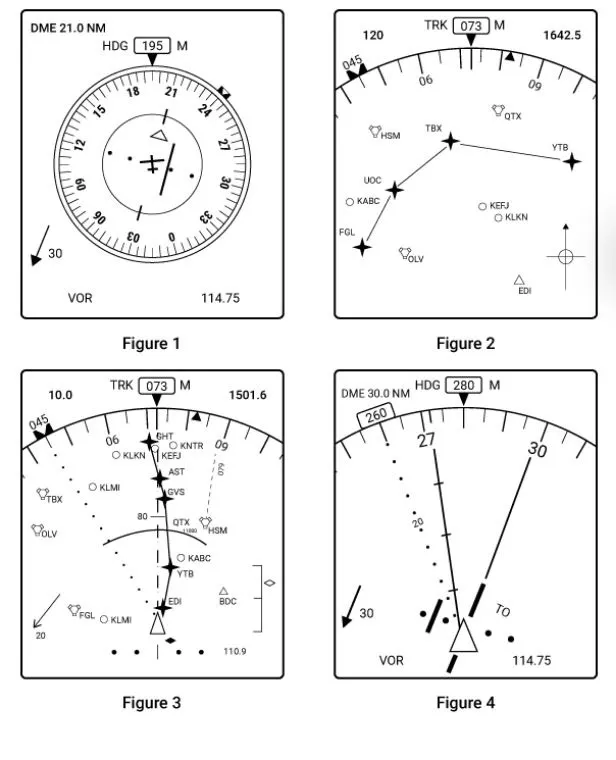 DME 21.0 NM
HDG 195 M
18 21
15 24
12 27
09 30
06 33
03 0
30
VOR 114.75
Figure 1
TRK 073 M
120 1642.5
045
06 09
QTX
HSM
TBX
YTB
UOC
KABC
KEFJ
KLKN
FGL
OLV
EDI
Figure 2
TRK 073 M
10.0 1501.6
045
GHT
06 KNTR 09
KLKN KEFJ
AST
079
KLMI
GVS
TBX
80 QTX
HSM
OLV
KABC
YTB
EDI BDC
FGL KLMI
20
110.9
Figure 3
HDG 280 M
DME 30.0 NM
260
27 30
20
TO
30
VOR 114.75
Figure 4